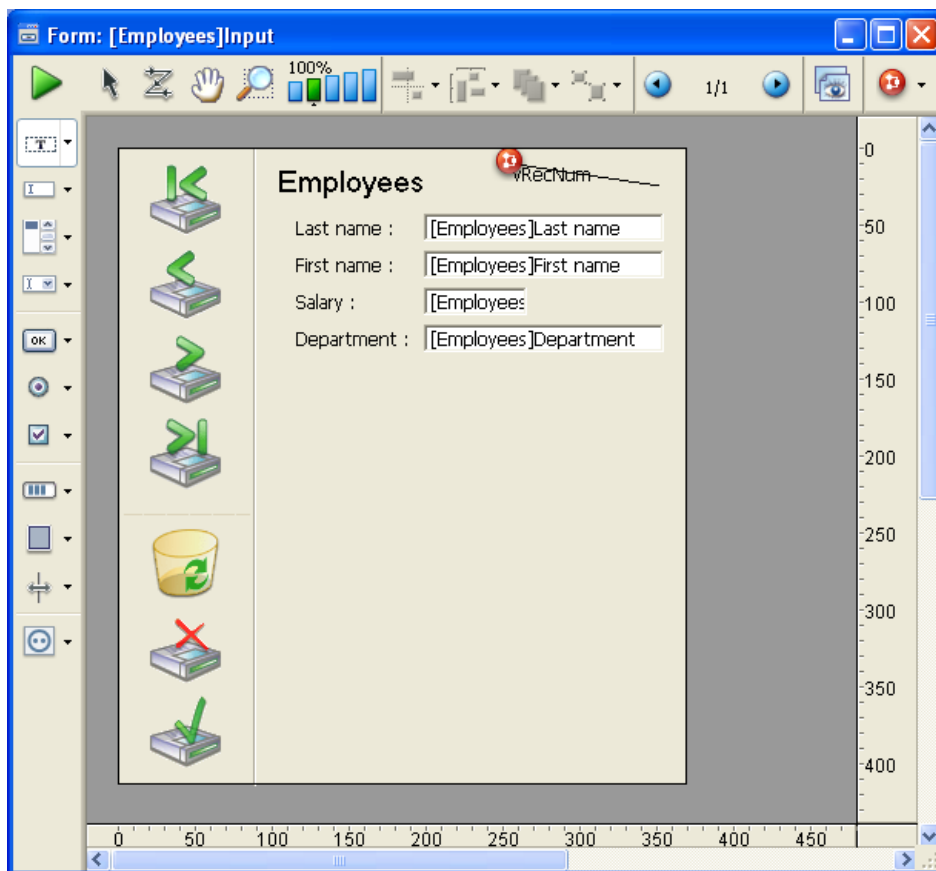 Form: [Employees]Input
100%
1/1
T
I
I
OK
Employees
vRecNum
Last name : [Employees]Last name
First name : [Employees]First name
Salary : [Employees
Department : [Employees]Department
0
50
100
150
200
250
300
350
400
0 50 100 150 200 250 300 350 400 450